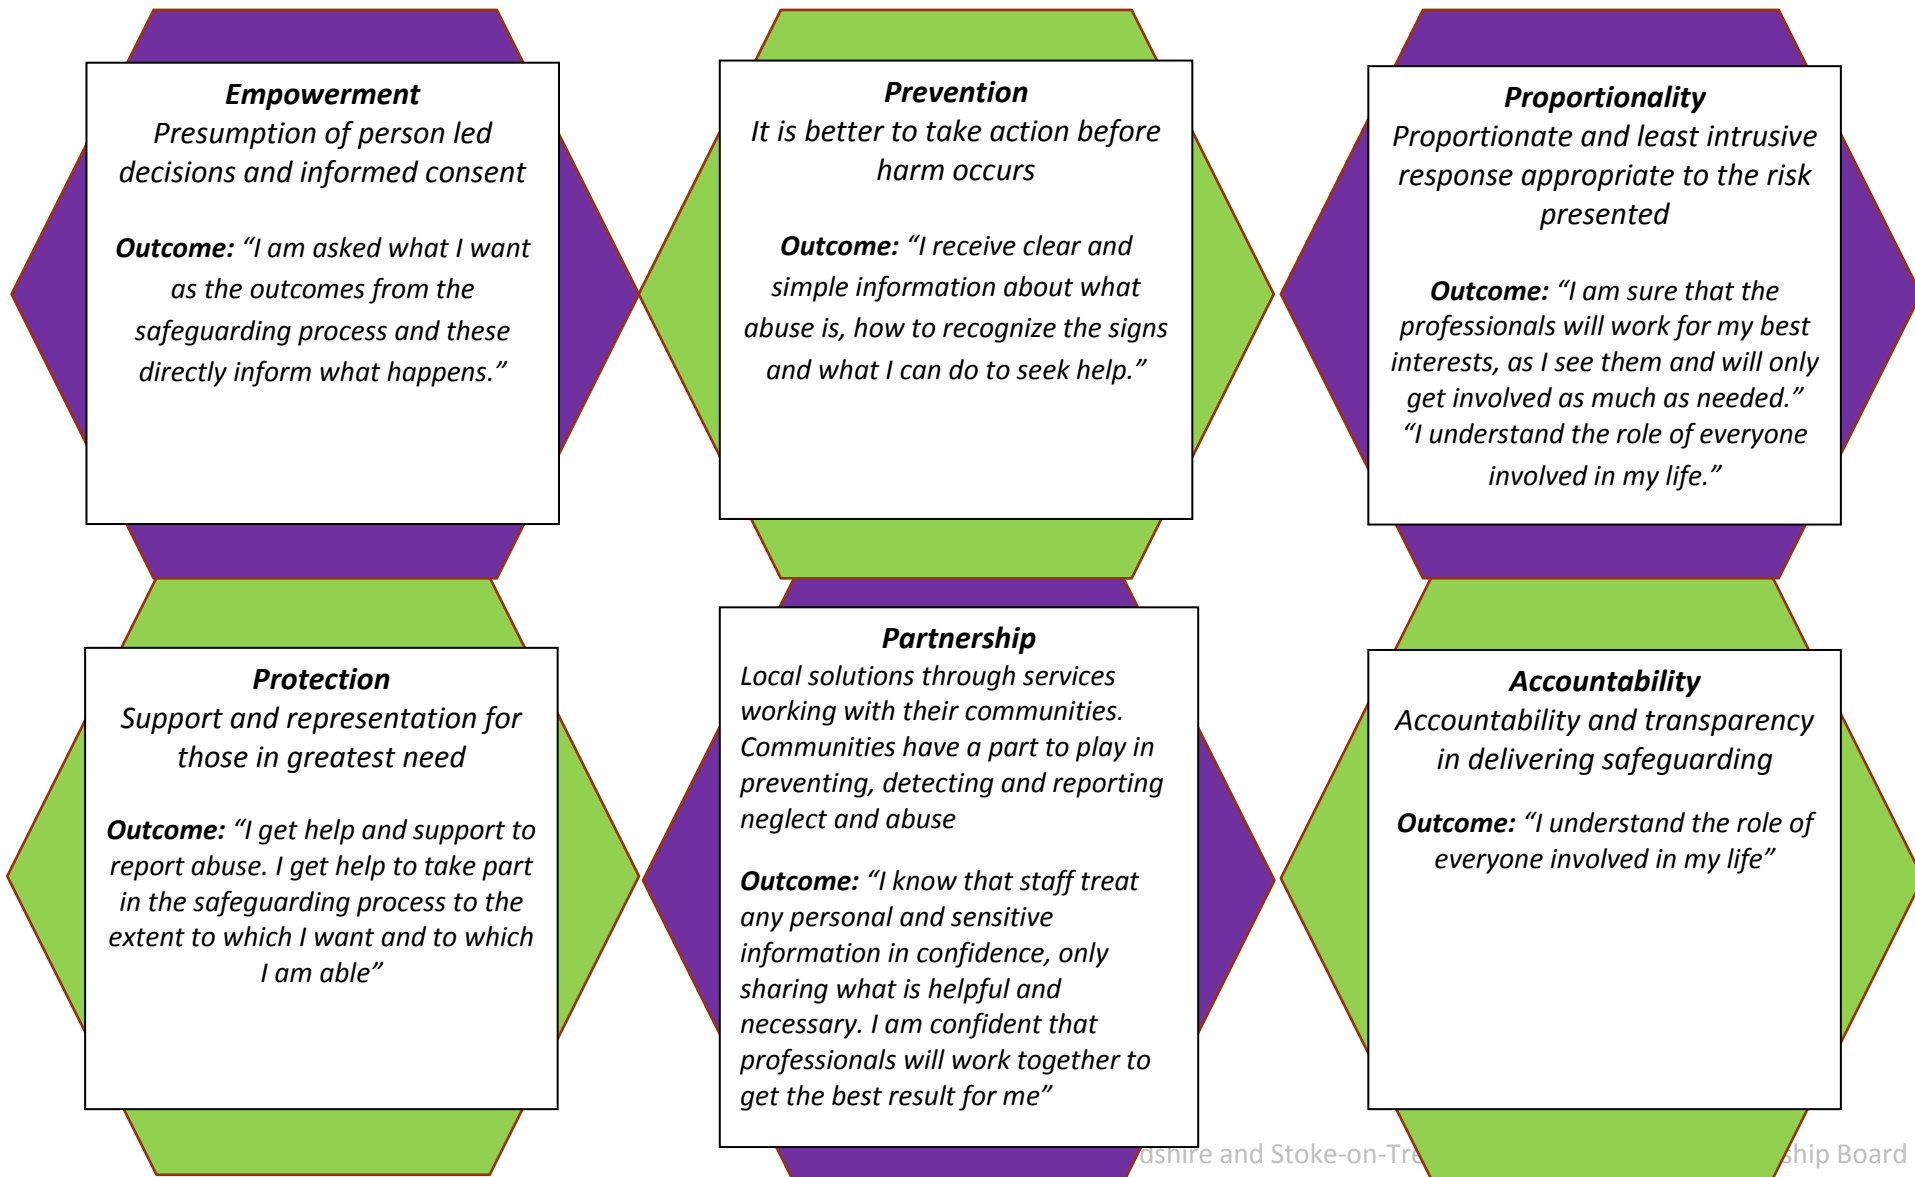 Empowerment
Presumption of person led
decisions and informed consent
Outcome: “I am asked what I want
as the outcomes from the
safeguarding process and these
directly inform what happens.”
Prevention
It is better to take action before
harm occurs
Outcome: “I receive clear and
simple information about what
abuse is, how to recognize the signs
and what I can do to seek help.”
Proportionality
Proportionate and least intrusive
response appropriate to the risk
presented
Outcome: “I am sure that the
professionals will work for my best
interests, as I see them and will only
get involved as much as needed.”
“I understand the role of everyone
involved in my life.”
Protection
Support and representation for
those in greatest need
Outcome: “I get help and support to
report abuse. I get help to take part
in the safeguarding process to the
extent to which I want and to which
I am able”
Partnership
Local solutions through services
working with their communities.
Communities have a part to play in
preventing, detecting and reporting
neglect and abuse
Outcome: “I know that staff treat
any personal and sensitive
information in confidence, only
sharing what is helpful and
necessary. I am confident that
professionals will work together to
get the best result for me”
Accountability
Accountability and transparency
in delivering safeguarding
Outcome: “I understand the role of
everyone involved in my life”
and Stoke-on- Board